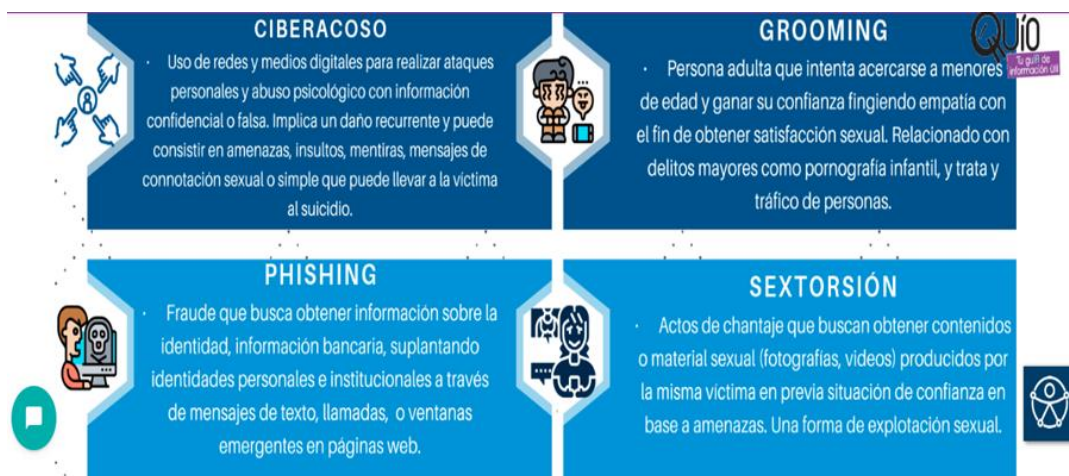 CIBERACOSO
· Uso de redes y medios digitales para realizar ataques
personales y abuso psicológico con información
confidencial o falsa. Implica un daño recurrente y puede
consistir en amenazas, insultos, mentiras, mensajes de
connotación sexual o simple que puede llevar a la víctima
al suicidio.
GROOMING
· Persona adulta que intenta acercarse a menores
de edad y ganar su confianza fingiendo empatía con
el fin de obtener satisfacción sexual. Relacionado con
delitos mayores como pornografía infantil, y trata y
tráfico de personas.
QUíO
Tu guía de
información útil
PHISHING
· Fraude que busca obtener información sobre la
identidad, información bancaria, suplantando
identidades personales e institucionales a través
de mensajes de texto, llamadas, o ventanas
emergentes en páginas web.
SEXTORSIÓN
· Actos de chantaje que buscan obtener contenidos
o material sexual (fotografías, videos) producidos por
la misma víctima en previa situación de confianza en
base a amenazas. Una forma de explotación sexual.